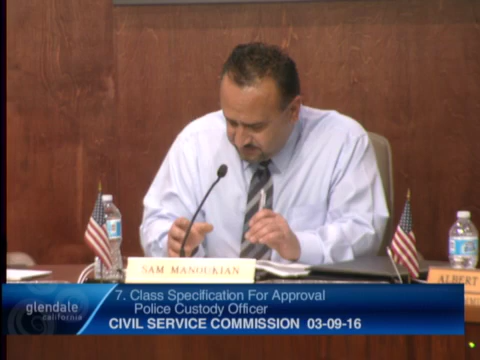 SAM MANOUKIAN
ALBERT
glendale
california
7. Class Specification For Approval
Police Custody Officer
CIVIL SERVICE COMMISSION 03-09-16